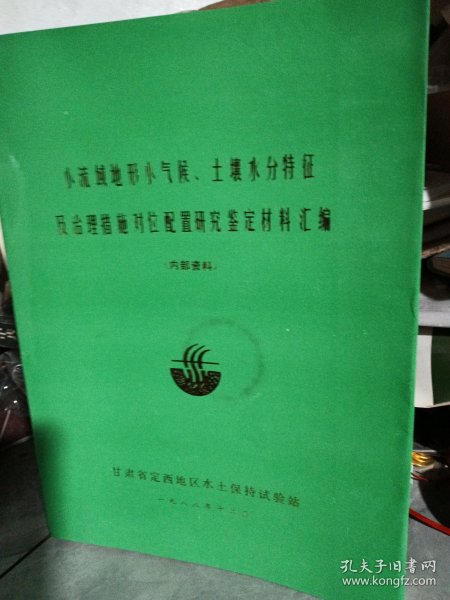 小流域地形小气候、土壤水分特征
及治理措施对位配置研究鉴定材料汇编
（内部资料）
甘肃省定西地区水土保持试验站
一九八八年十二月
孔夫子旧书网
www.kongfz.com